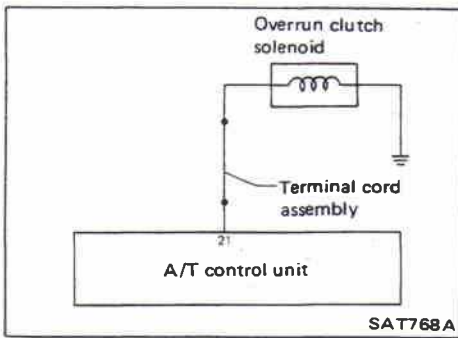 Overrun clutch
solenoid
Terminal cord
assembly
21
A/T control unit
SAT768A